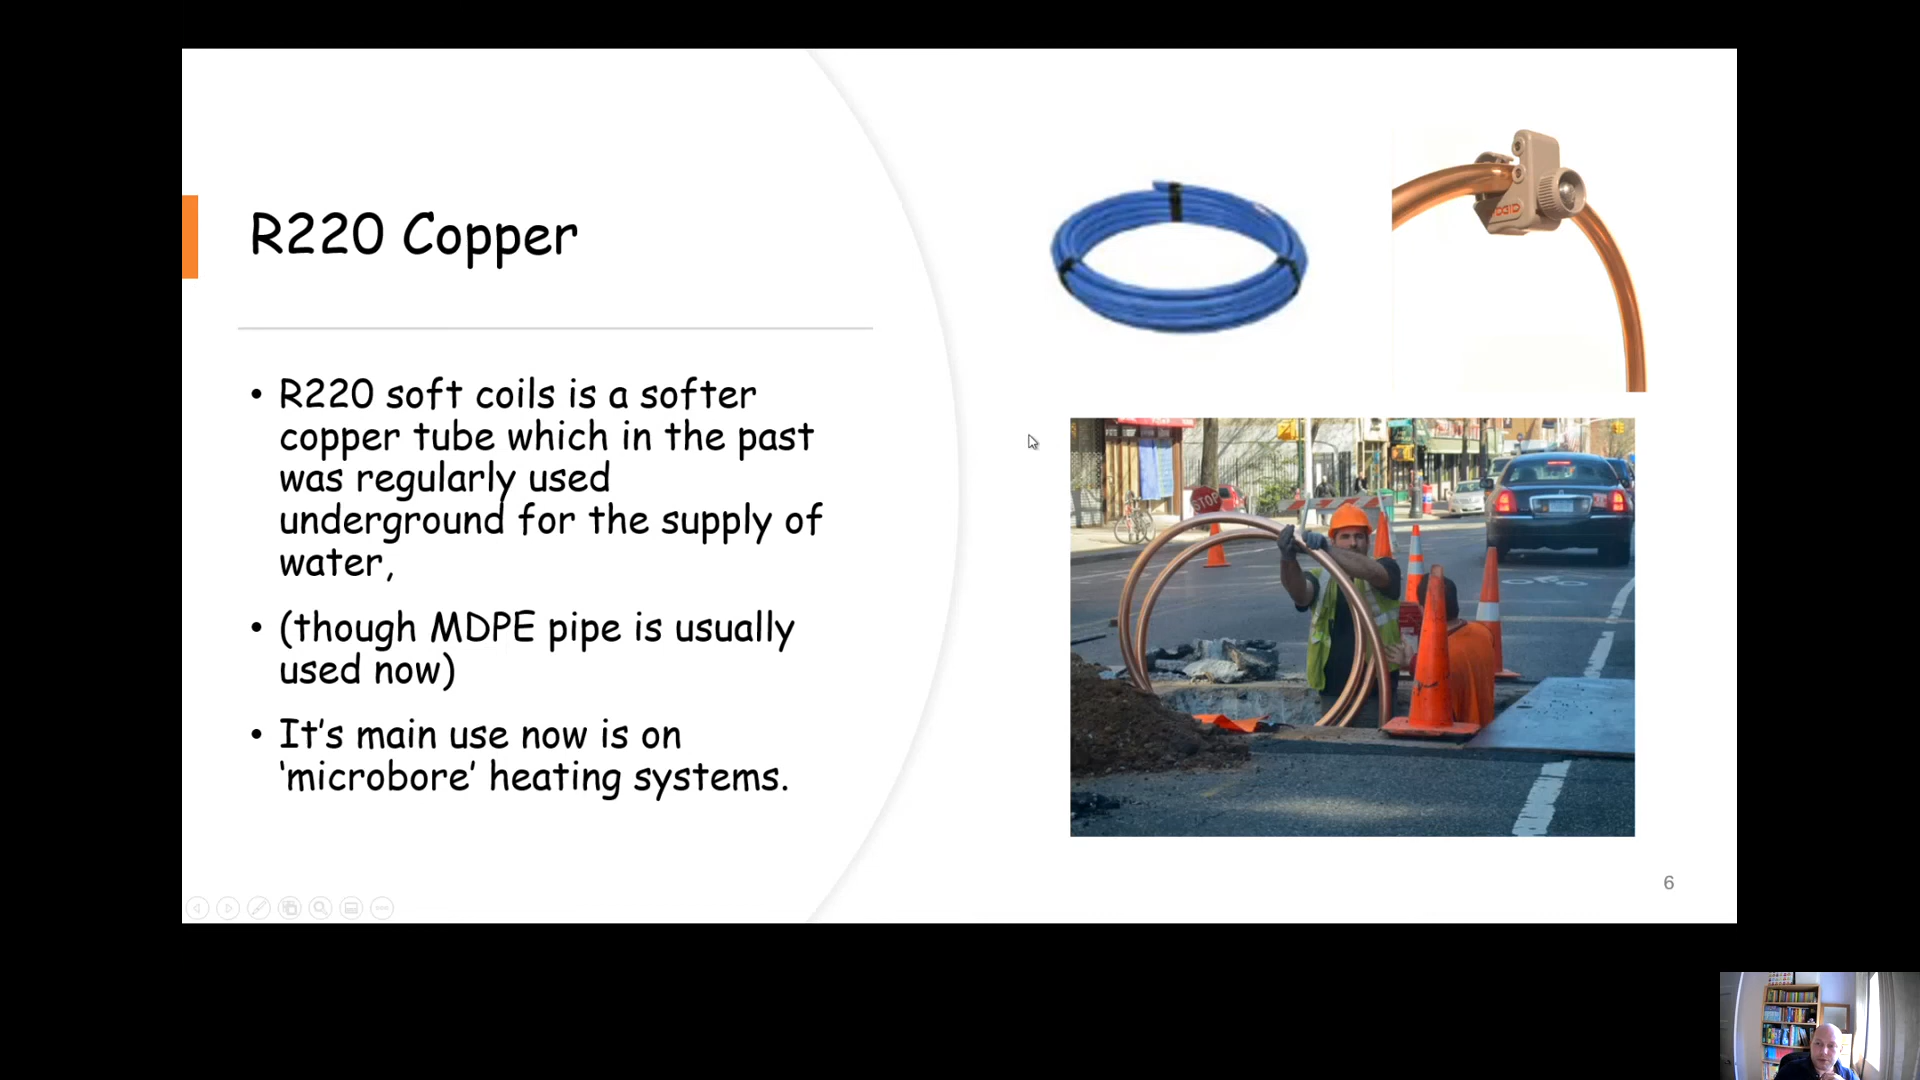 R220 Copper
• R220 soft coils is a softer
copper tube which in the past
was regularly used
underground for the supply of
water,
• (though MDPE pipe is usually
used now)
• It's main use now is on
‘microbore’ heating systems.
RIDGID
STOP
6